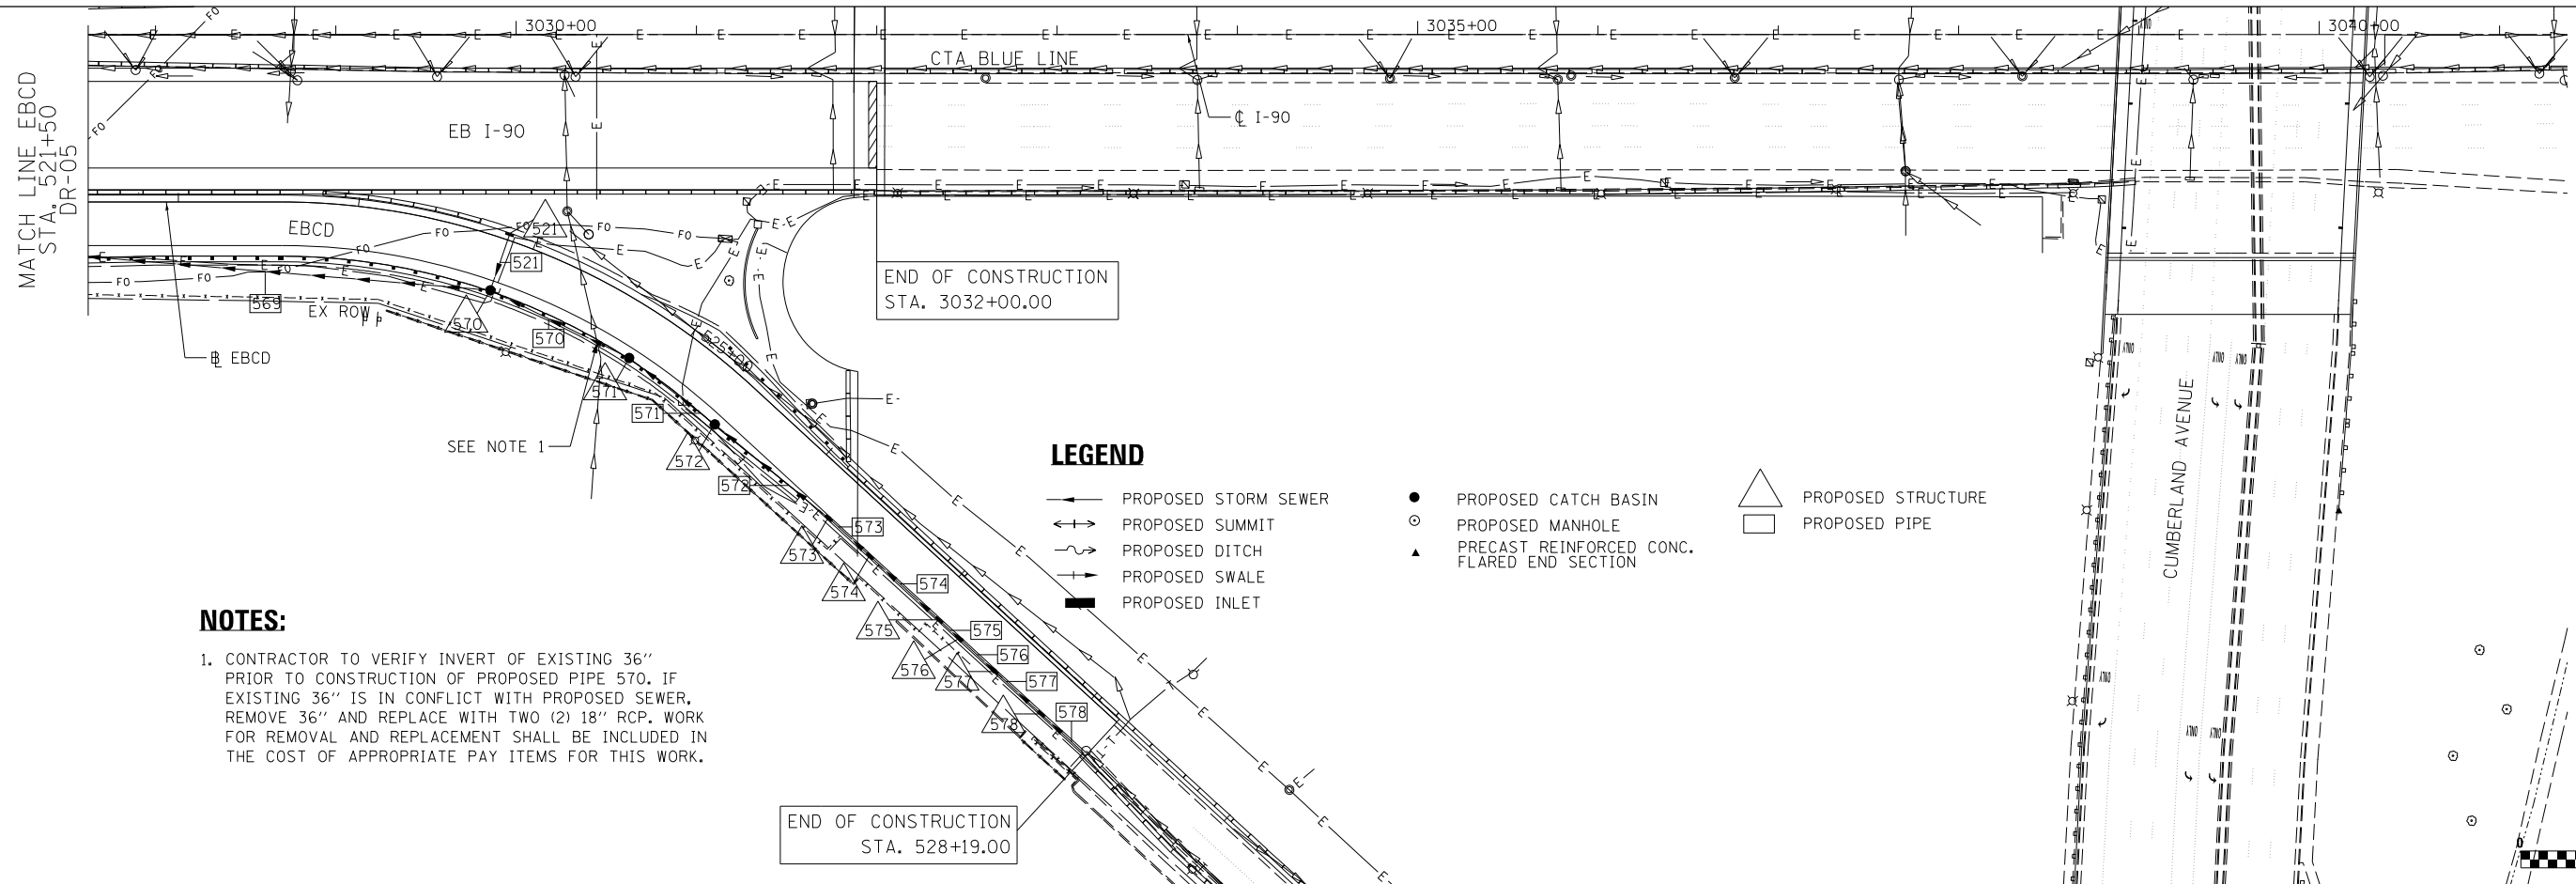 3030+00
3035+00
3040+00
CTA BLUE LINE
MATCH LINE EBCD
STA. 521+50
DR-05
EB I-90
℄ I-90
EBCD
FO
E
521
521
END OF CONSTRUCTION
STA. 3032+00.00
569
EX ROW
570
570
525+00
EBCD
571
571
SEE NOTE 1
572
572
573
573
574
574
575
575
576
576
577
577
578
578
CUMBERLAND AVENUE
ONLY
LEGEND
PROPOSED STORM SEWER
PROPOSED SUMMIT
PROPOSED DITCH
PROPOSED SWALE
PROPOSED INLET
PROPOSED CATCH BASIN
PROPOSED MANHOLE
PRECAST REINFORCED CONC.
FLARED END SECTION
PROPOSED STRUCTURE
PROPOSED PIPE
NOTES:
1. CONTRACTOR TO VERIFY INVERT OF EXISTING 36"
PRIOR TO CONSTRUCTION OF PROPOSED PIPE 570. IF
EXISTING 36" IS IN CONFLICT WITH PROPOSED SEWER,
REMOVE 36" AND REPLACE WITH TWO (2) 18" RCP. WORK
FOR REMOVAL AND REPLACEMENT SHALL BE INCLUDED IN
THE COST OF APPROPRIATE PAY ITEMS FOR THIS WORK.
END OF CONSTRUCTION
STA. 528+19.00
0